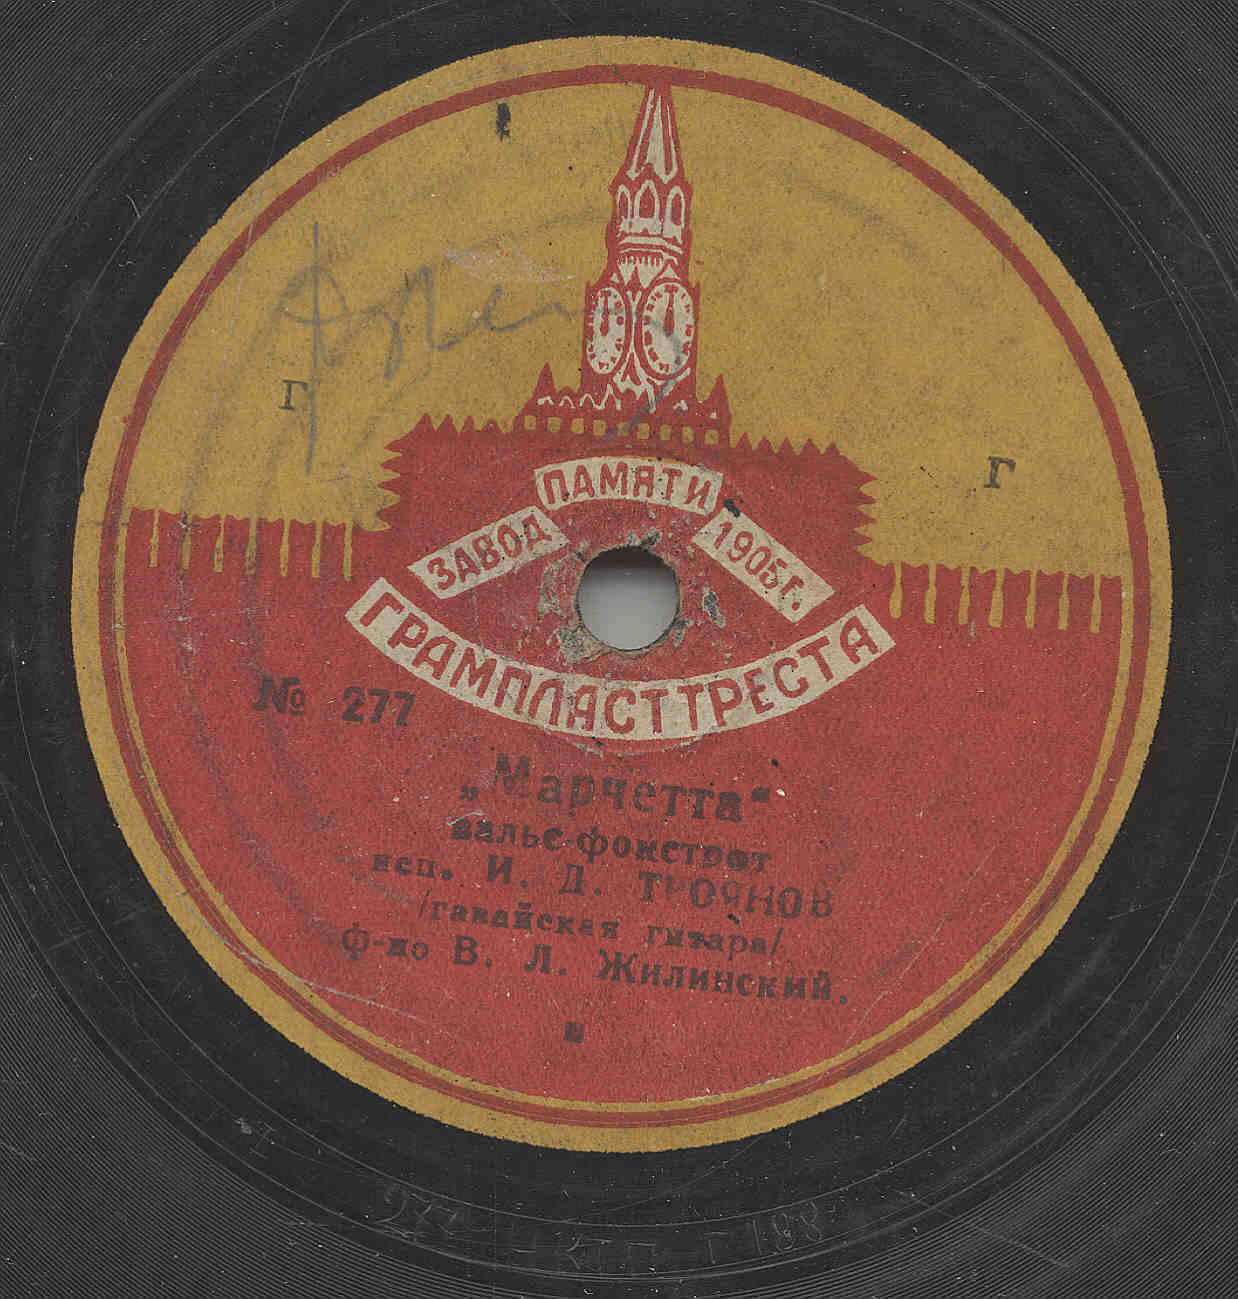 Г
Г
ПАМЯТИ
ЗАВОД
1905 г.
ГРАМПЛАСТТРЕСТА
№ 277
„Марчетта“
вальс-фокстрот
исп. И. Д. ТРОЯНОВ
/гавайская гитара/
ф-но В. Л. Жилинский.